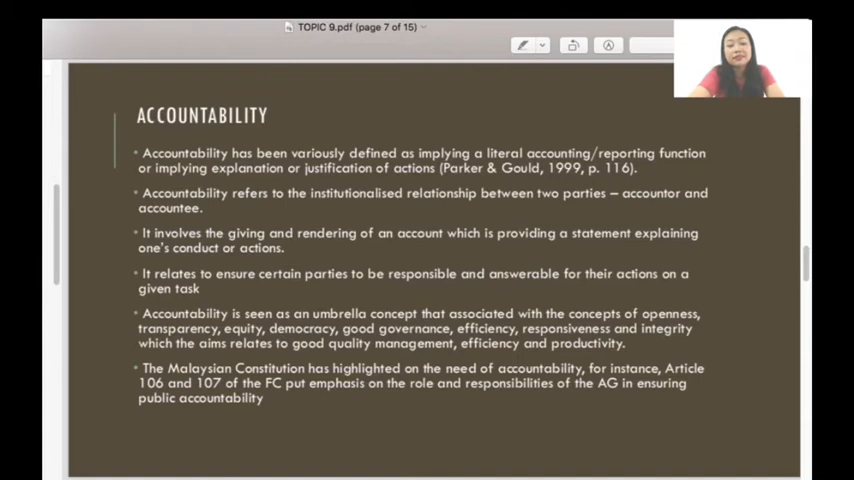 TOPIC 9.pdf (page 7 of 15)
ACCOUNTABILITY
• Accountability has been variously defined as implying a literal accounting/reporting function
or implying explanation or justification of actions (Parker & Gould, 1999, p. 116).
• Accountability refers to the institutionalised relationship between two parties – accountor and
accountee.
• It involves the giving and rendering of an account which is providing a statement explaining
one's conduct or actions.
• It relates to ensure certain parties to be responsible and answerable for their actions on a
given task
• Accountability is seen as an umbrella concept that associated with the concepts of openness,
transparency, equity, democracy, good governance, efficiency, responsiveness and integrity
which the aims relates to good quality management, efficiency and productivity.
• The Malaysian Constitution has highlighted on the need of accountability, for instance, Article
106 and 107 of the FC put emphasis on the role and responsibilities of the AG in ensuring
public accountability